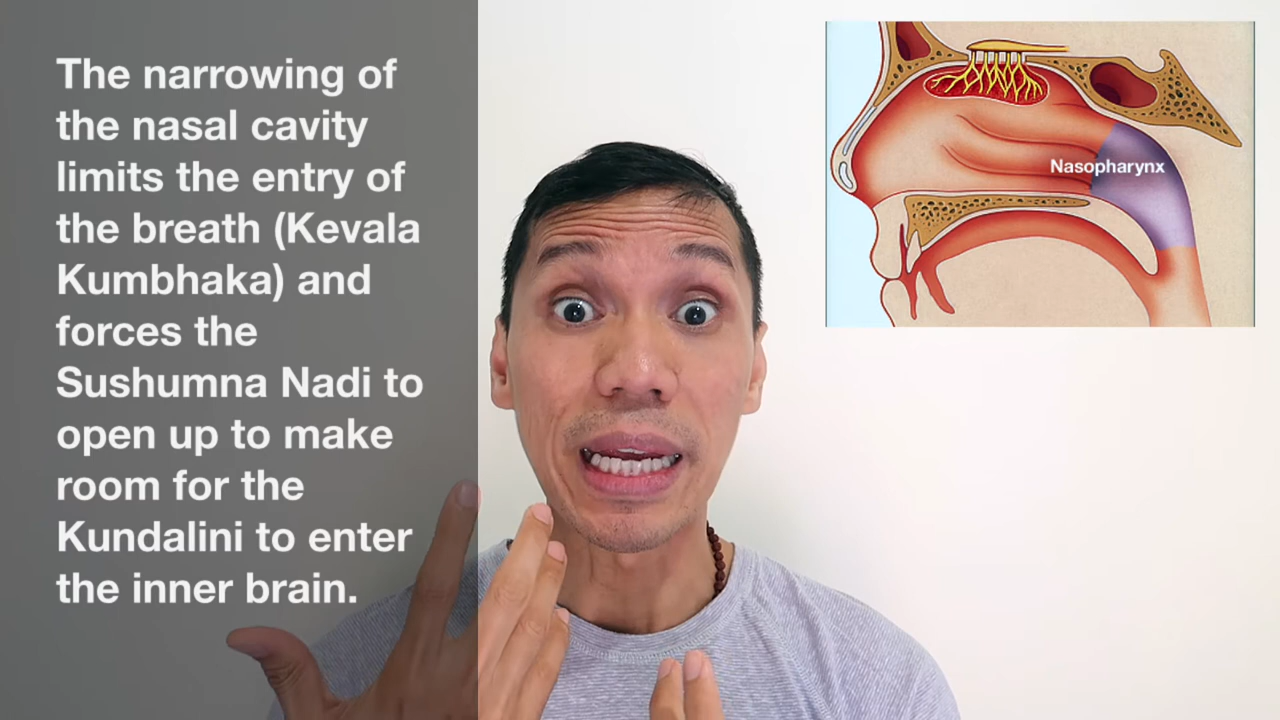 The narrowing of
the nasal cavity
limits the entry of
the breath (Kevala
Kumbhaka) and
forces the
Sushumna Nadi to
open up to make
room for the
Kundalini to enter
the inner brain.
Nasopharynx